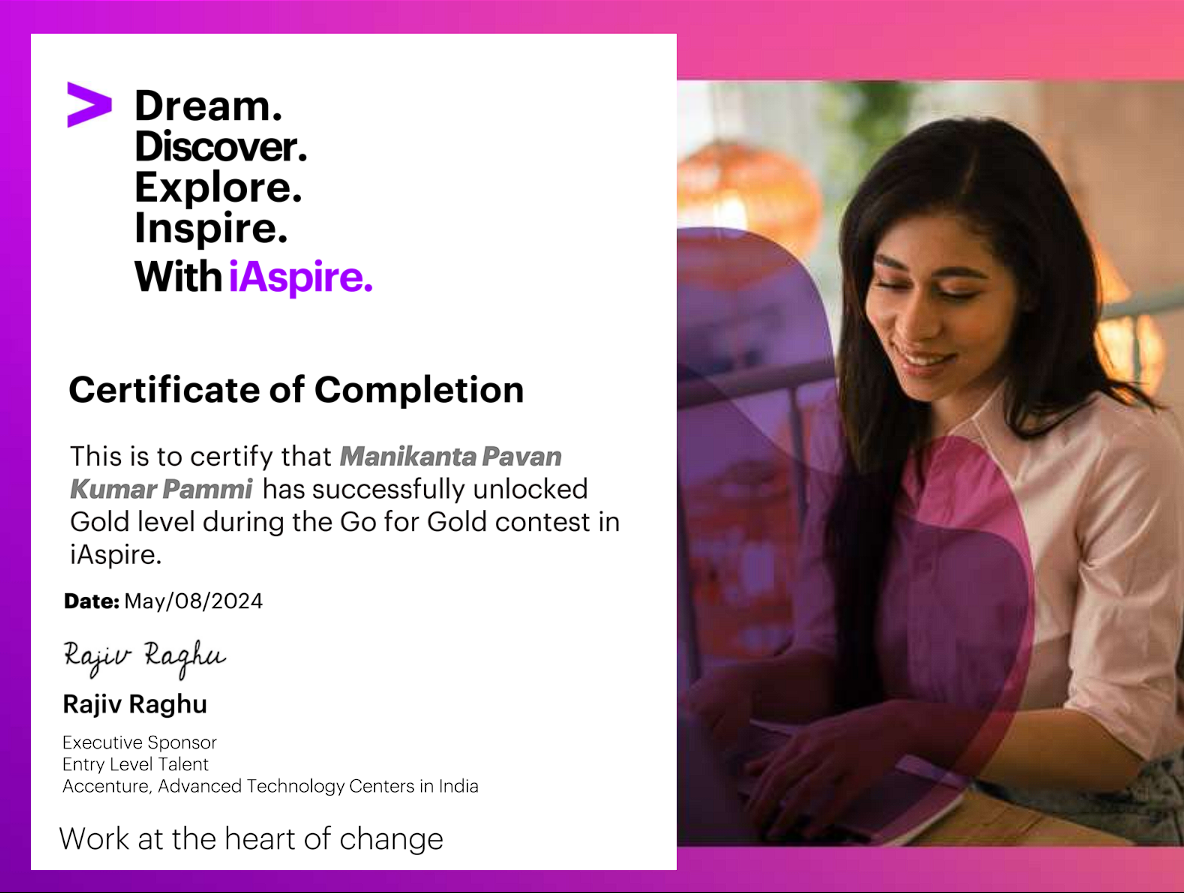 Dream.
Discover.
Explore.
Inspire.
With iAspire.
Certificate of Completion
This is to certify that Manikanta Pavan
Kumar Pammi has successfully unlocked
Gold level during the Go for Gold contest in
iAspire.
Date: May/08/2024
Rajiv Raghu
Rajiv Raghu
Executive Sponsor
Entry Level Talent
Accenture, Advanced Technology Centers in India
Work at the heart of change